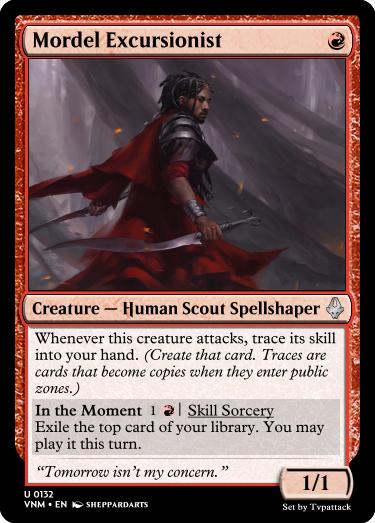 Mordel Excursionist
Creature — Human Scout Spellshaper
Whenever this creature attacks, trace its skill
into your hand. (Create that card. Traces are
cards that become copies when they enter public
zones.)
In the Moment 1 | Skill Sorcery
Exile the top card of your library. You may
play it this turn.
“Tomorrow isn’t my concern.”
1/1
U 0132
VNM • EN SHEPPARDARTS
Set by Tvpattack